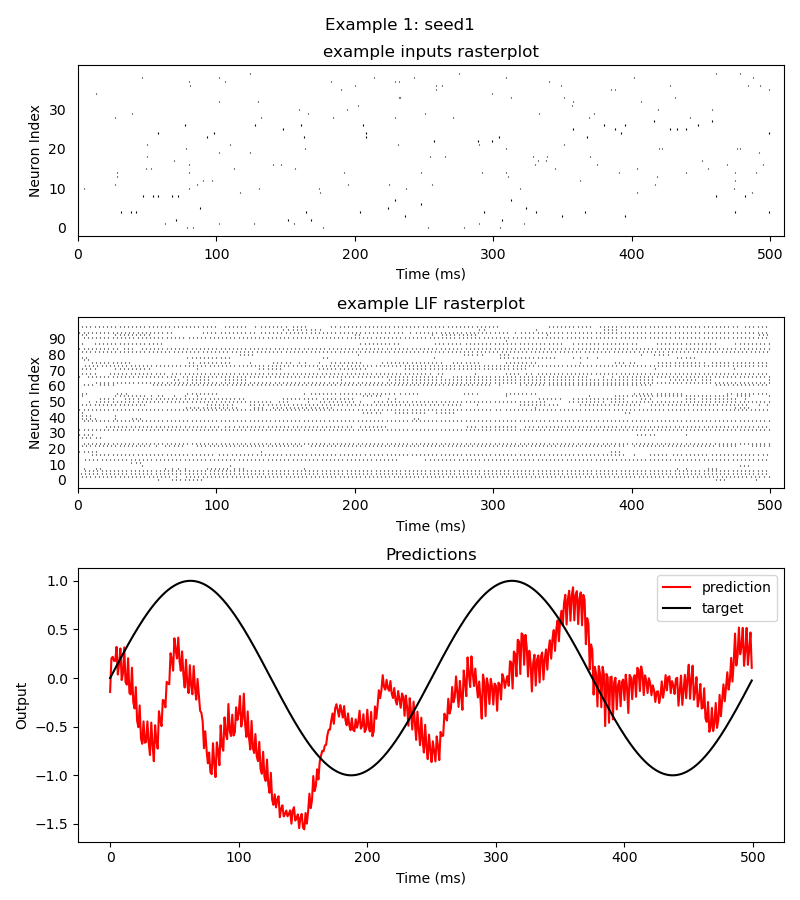 Example 1: seed1
example inputs rasterplot
Neuron Index
30
20
10
0
0 100 200 300 400 500
Time (ms)
example LIF rasterplot
Neuron Index
90
80
70
60
50
40
30
20
10
0
0 100 200 300 400 500
Time (ms)
Predictions
Output
1.0
0.5
0.0
−0.5
−1.0
−1.5
prediction
target
0 100 200 300 400 500
Time (ms)